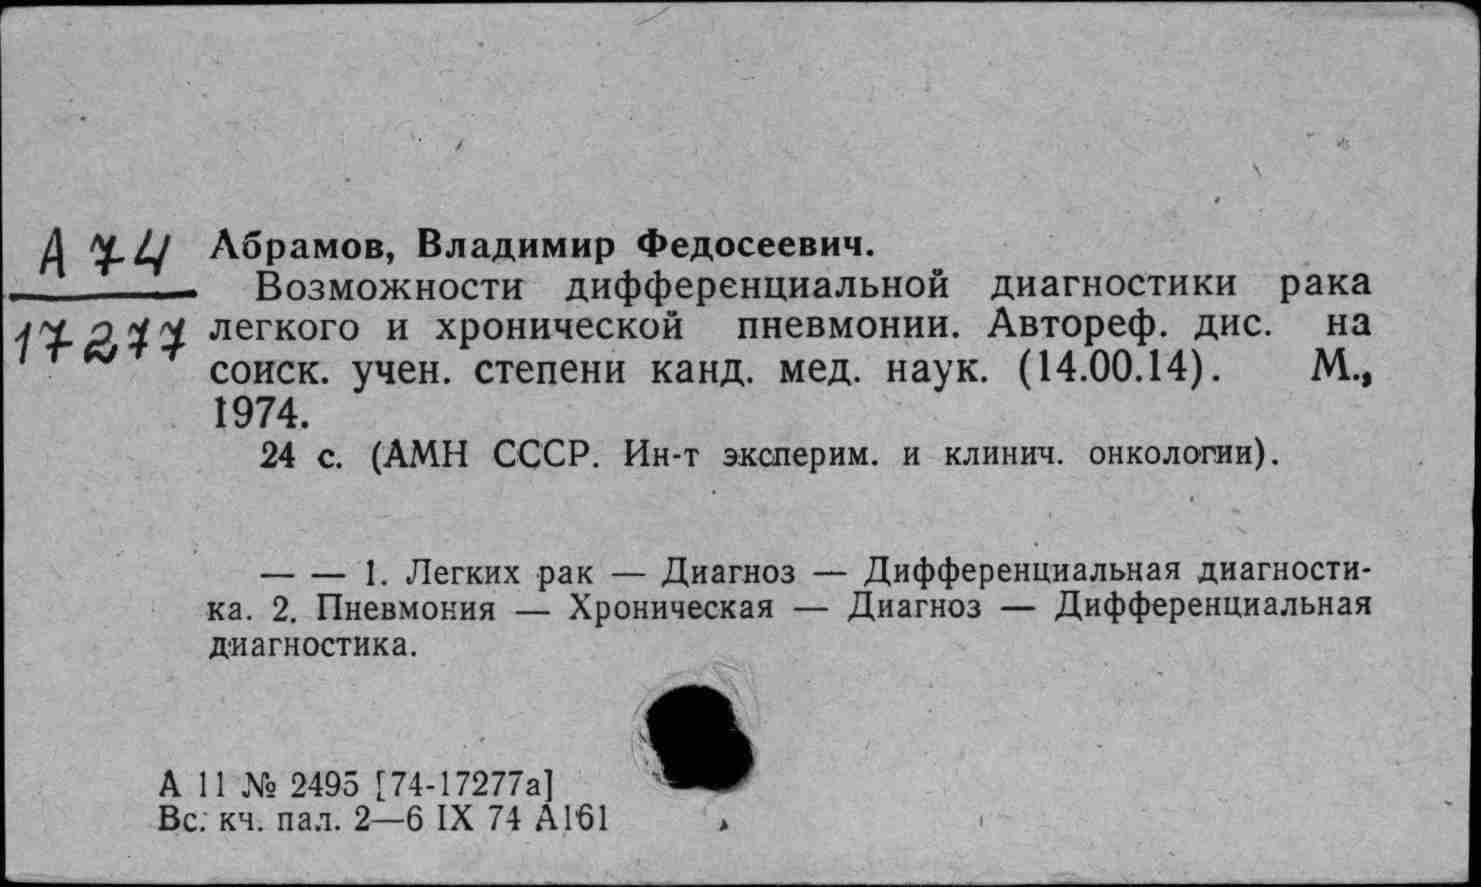 А 74
17277
Абрамов, Владимир Федосеевич.
Возможности дифференциальной диагностики рака
легкого и хронической пневмонии. Автореф. дис. на
соиск. учен. степени канд. мед. наук. (14.00.14). М.,
1974.
24 с. (АМН СССР. Ин-т эксперим. и клинич. онкологии).
— — 1. Легких рак — Диагноз — Дифференциальная диагности-
ка. 2. Пневмония — Хроническая — Диагноз — Дифференциальная
диагностика.
А 11 № 2495 [74-17277а]
Вс. кч. пал. 2—6 IX 74 А161